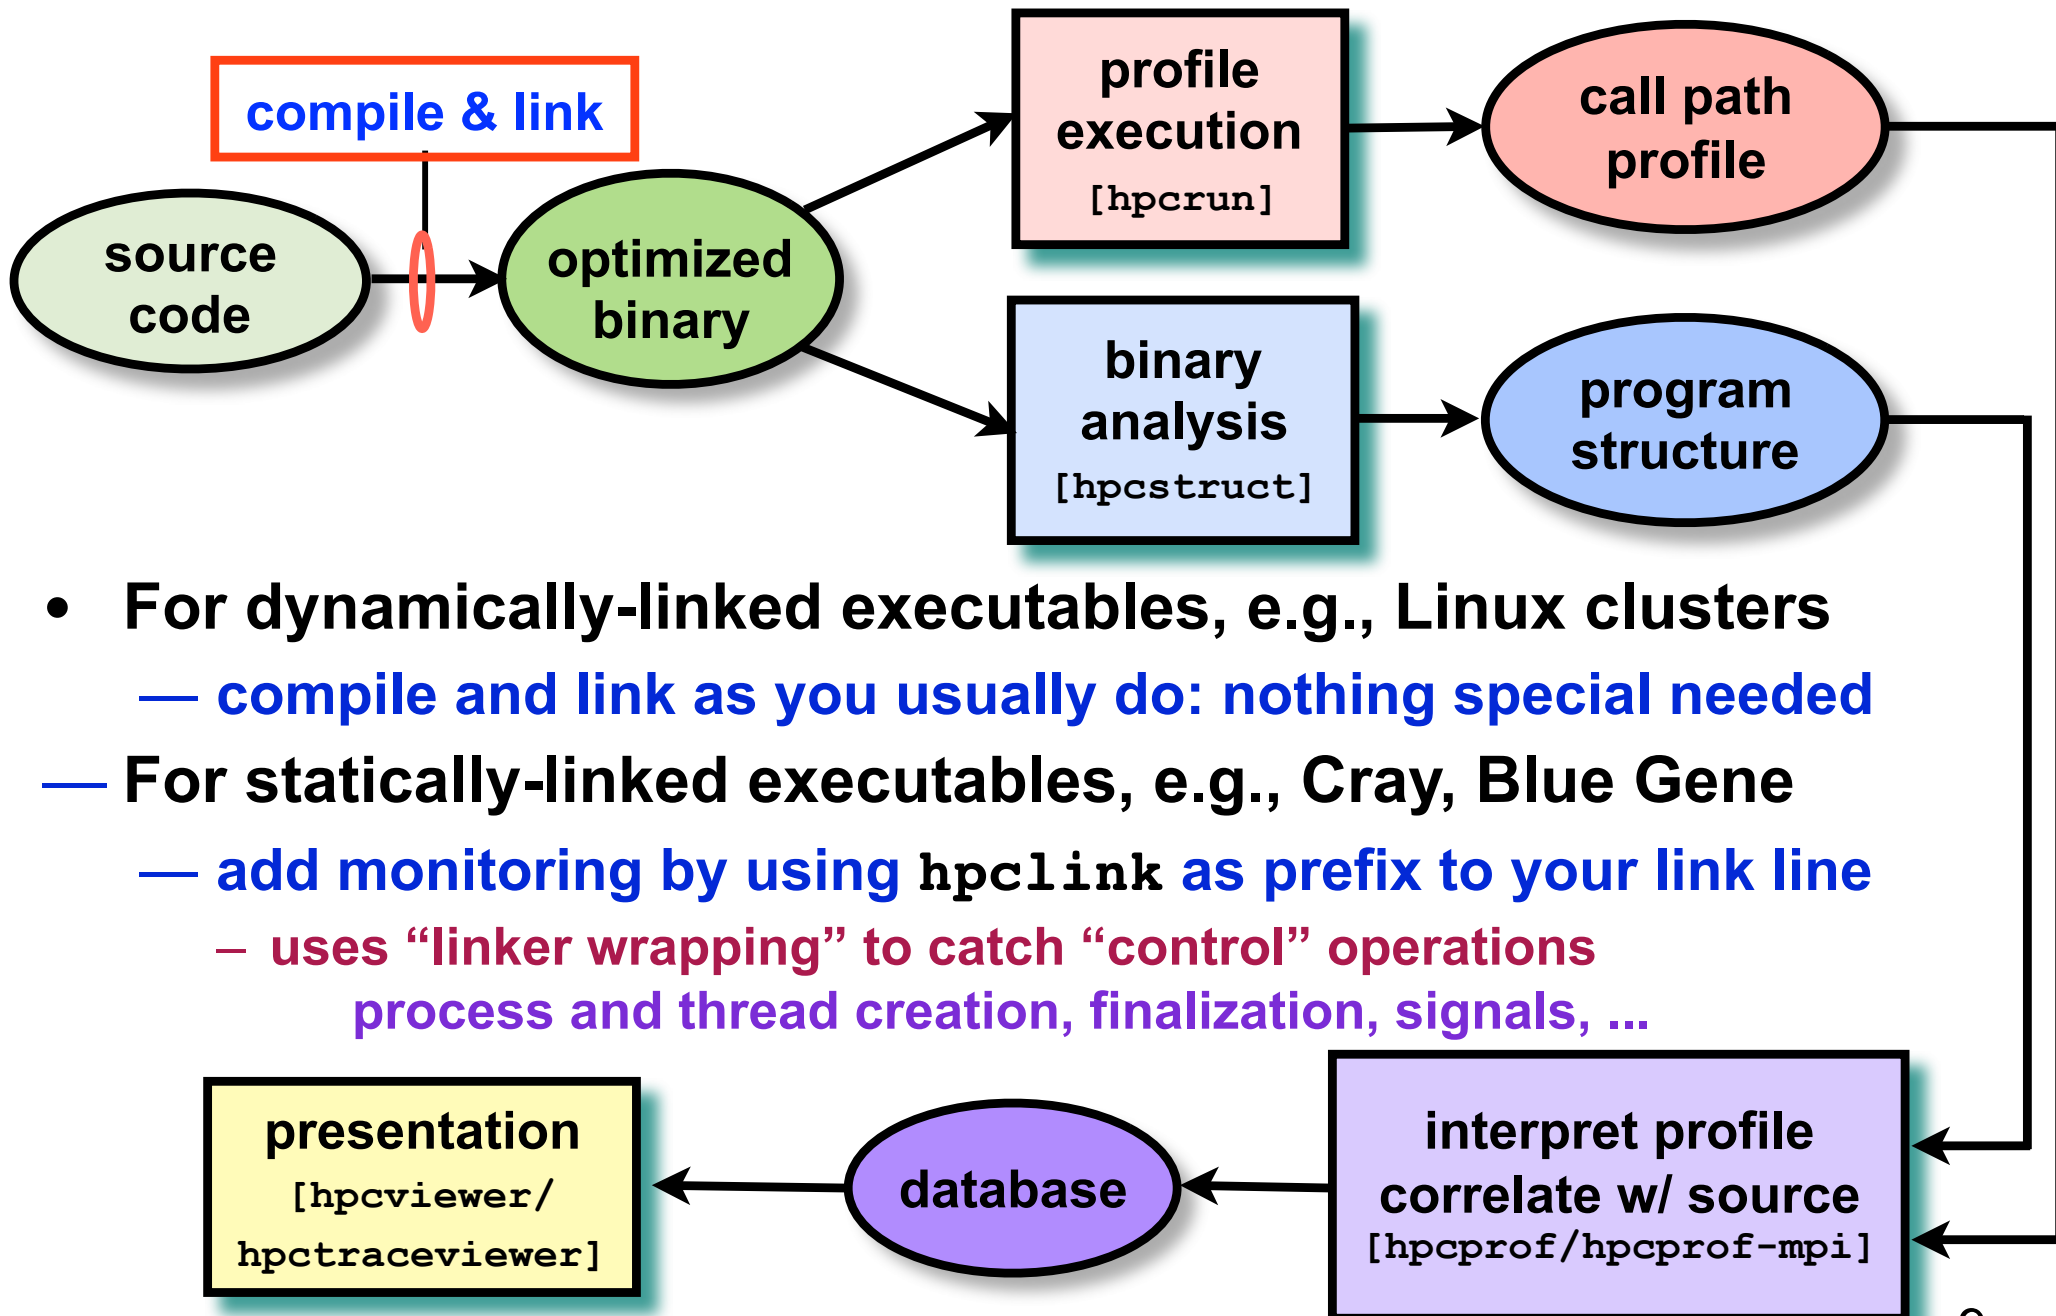 compile & link
source
code
optimized
binary
profile
execution
[hpcrun]
call path
profile
binary
analysis
[hpcstruct]
program
structure
• For dynamically-linked executables, e.g., Linux clusters
— compile and link as you usually do: nothing special needed
— For statically-linked executables, e.g., Cray, Blue Gene
— add monitoring by using hpclink as prefix to your link line
– uses “linker wrapping” to catch “control” operations
process and thread creation, finalization, signals, ...
presentation
[hpcviewer/
hpctraceviewer]
database
interpret profile
correlate w/ source
[hpcprof/hpcprof-mpi]